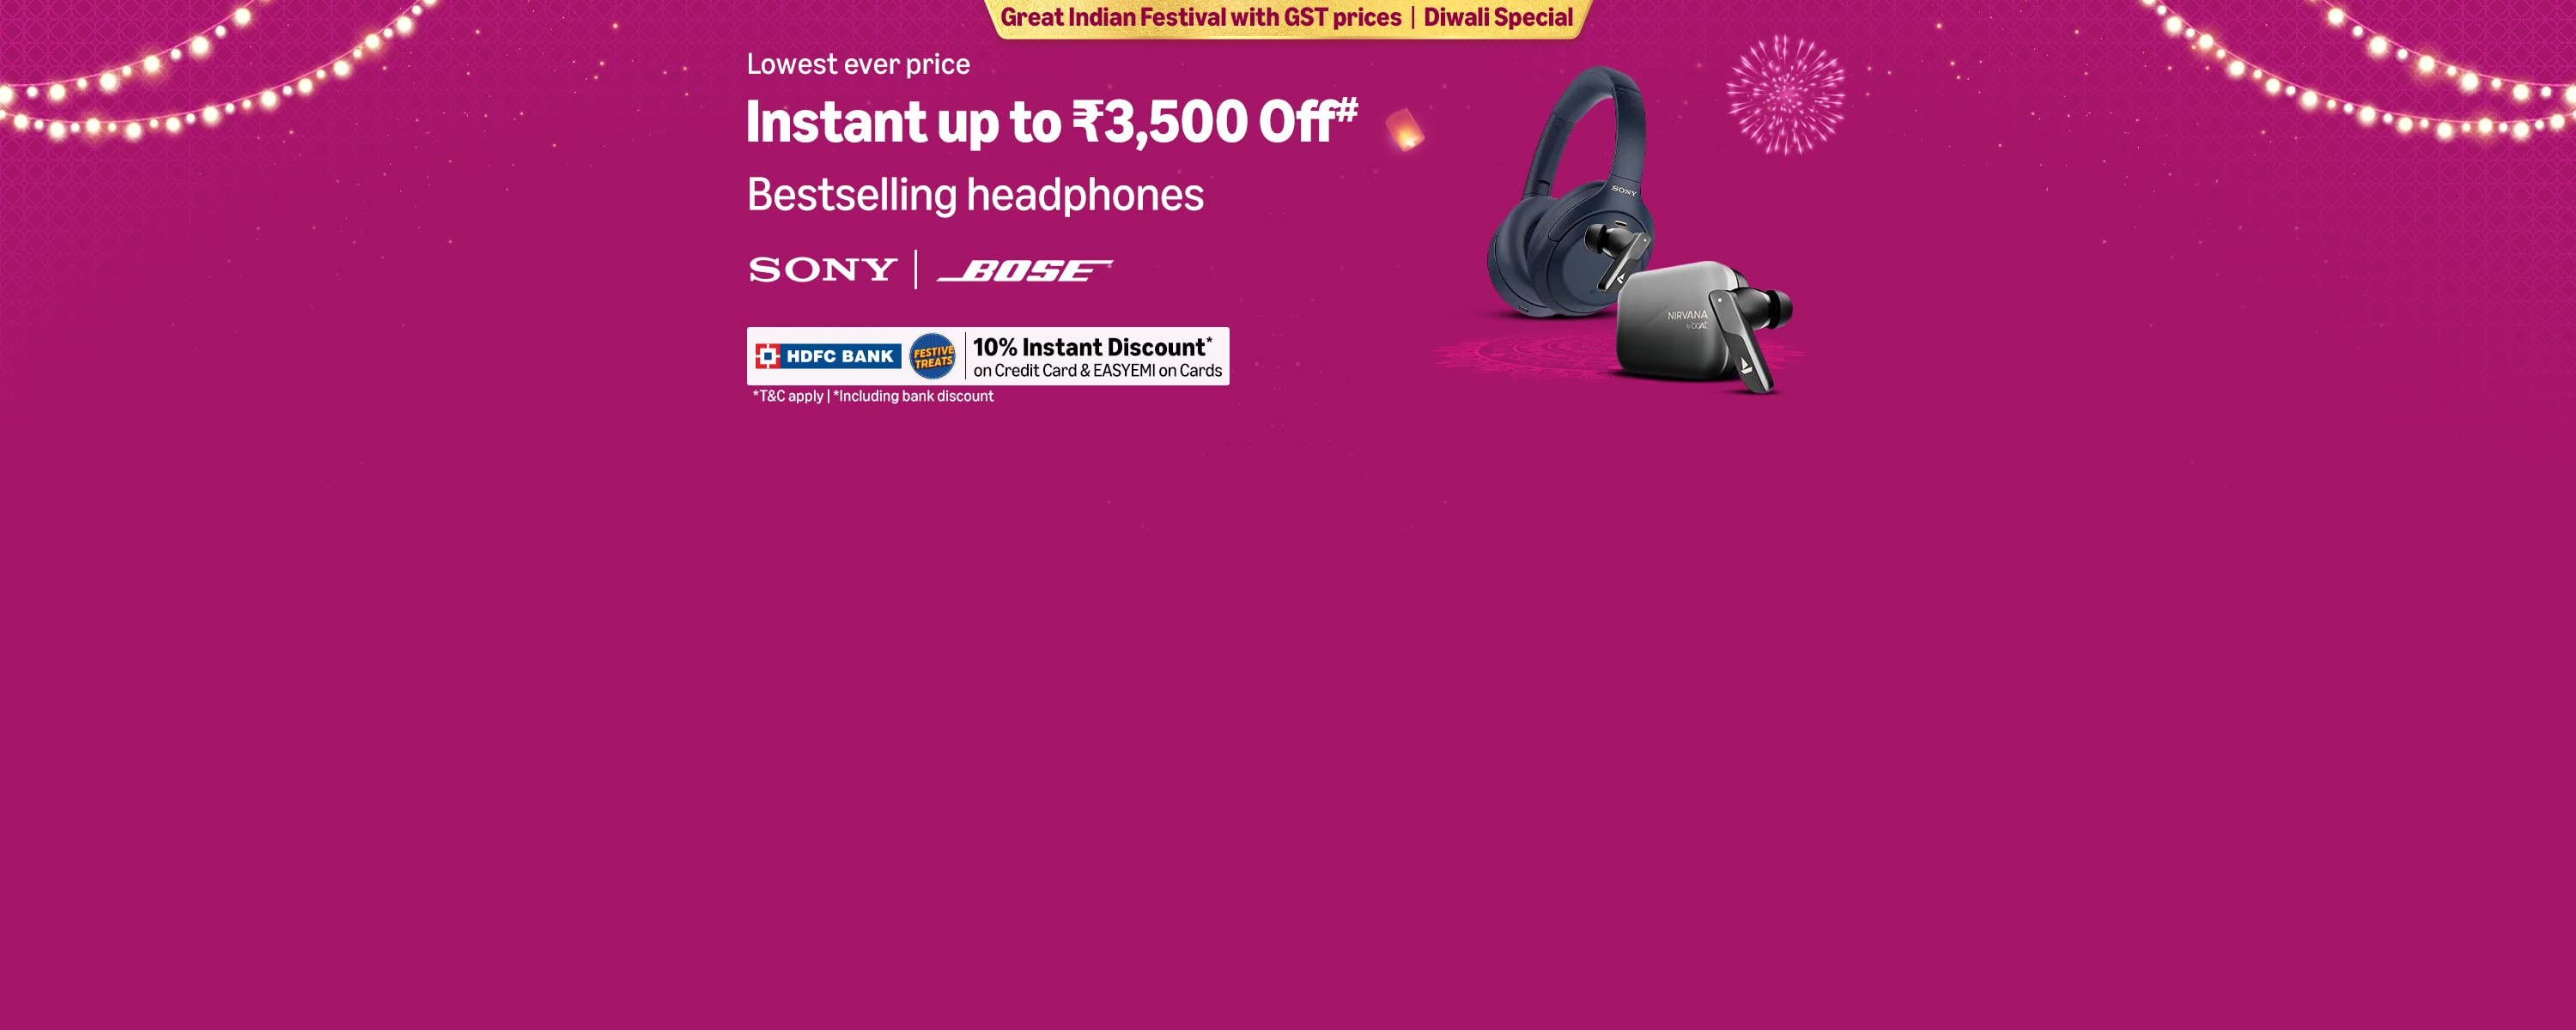 Great Indian Festival with GST prices | Diwali Special
Lowest ever price
Instant up to ₹3,500 Off#
Bestselling headphones
SONY | BOSE
HDFC BANK FESTIVE TREATS | 10% Instant Discount*
on Credit Card & EASYEMI on Cards
*T&C apply | *Including bank discount
SONY
NIRVANA
by boAt